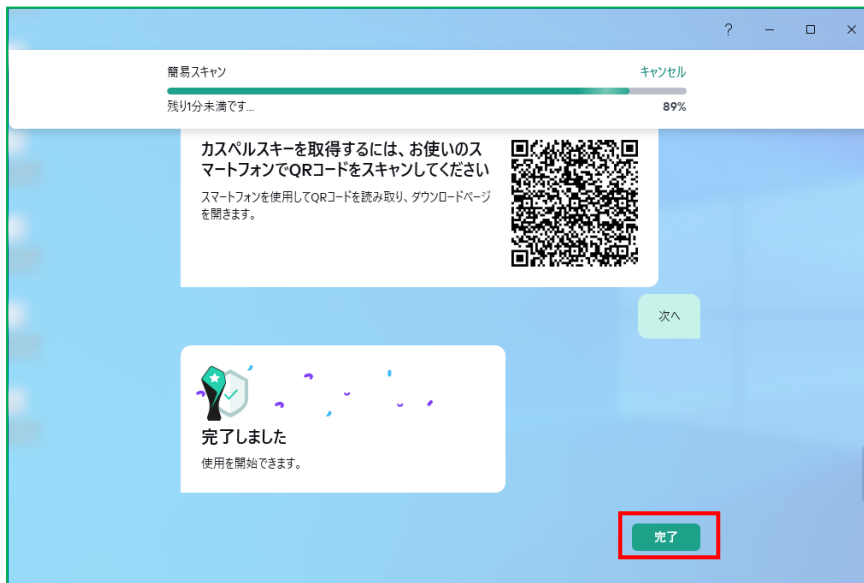 簡易スキャン
キャンセル
残り1分未満です...
89%
カスペルスキーを取得するには、お使いのス
マートフォンでQRコードをスキャンしてください
スマートフォンを使用してQRコードを読み取り、ダウンロードページ
を開きます。
次へ
完了しました
使用を開始できます。
完了